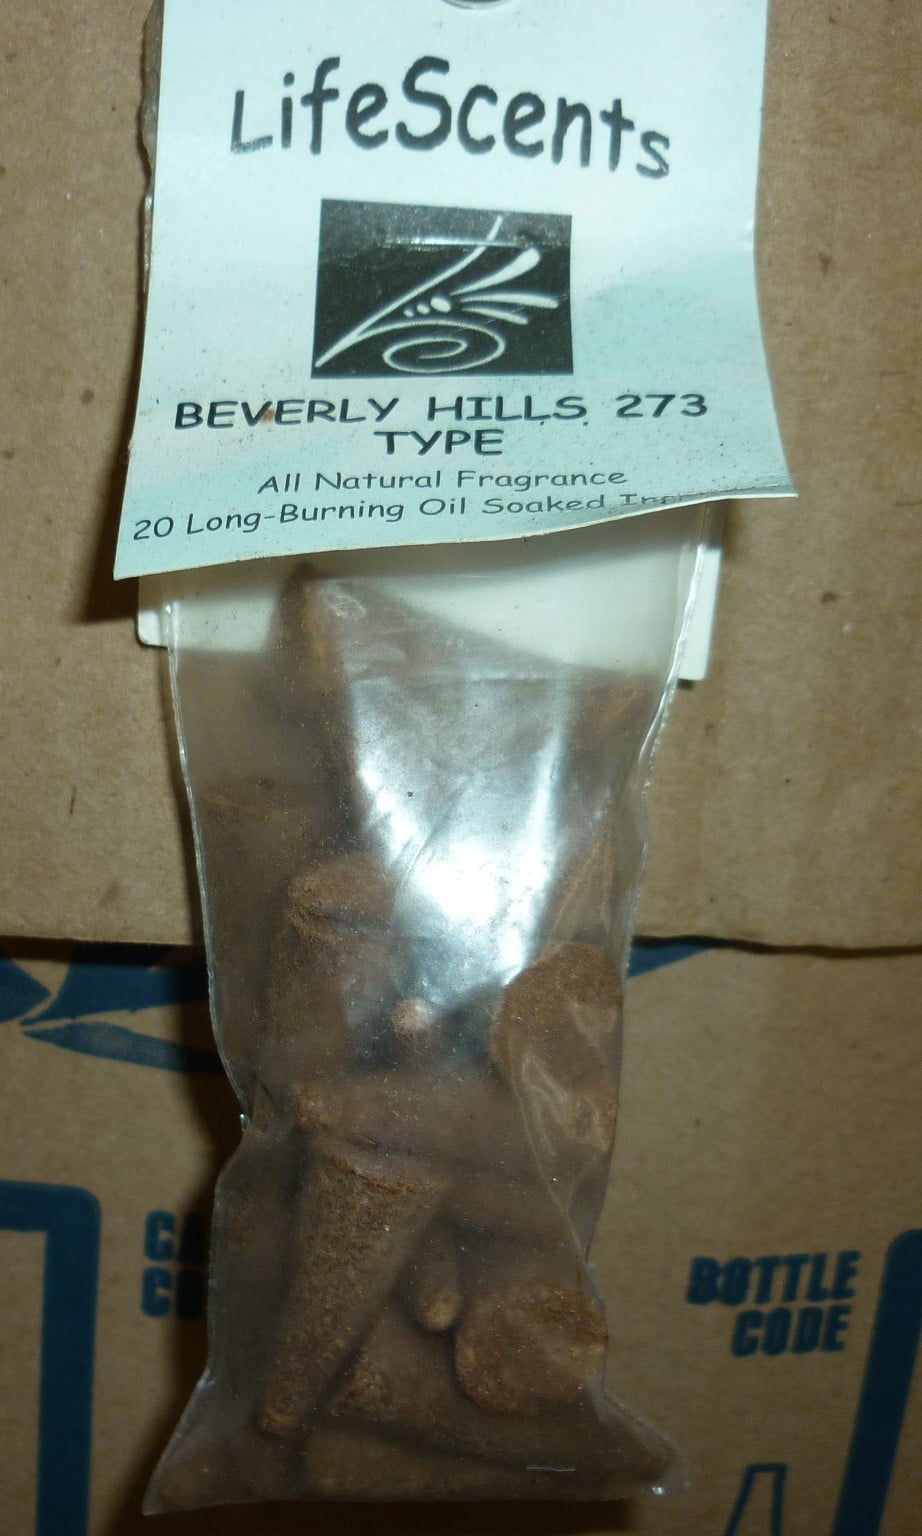 LifeScents
BEVERLY HILLS 273
TYPE
All Natural Fragrance
20 Long-Burning Oil Soaked
BOTTLE
CODE